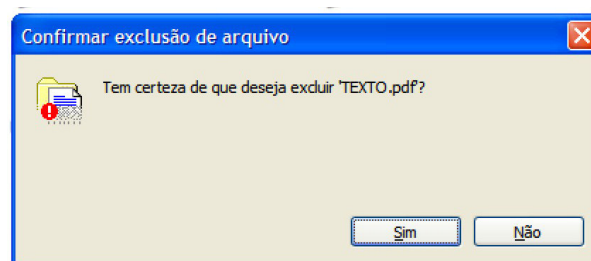 Confirmar exclusão de arquivo
Tem certeza de que deseja excluir 'TEXTO.pdf'?
Sim
Não